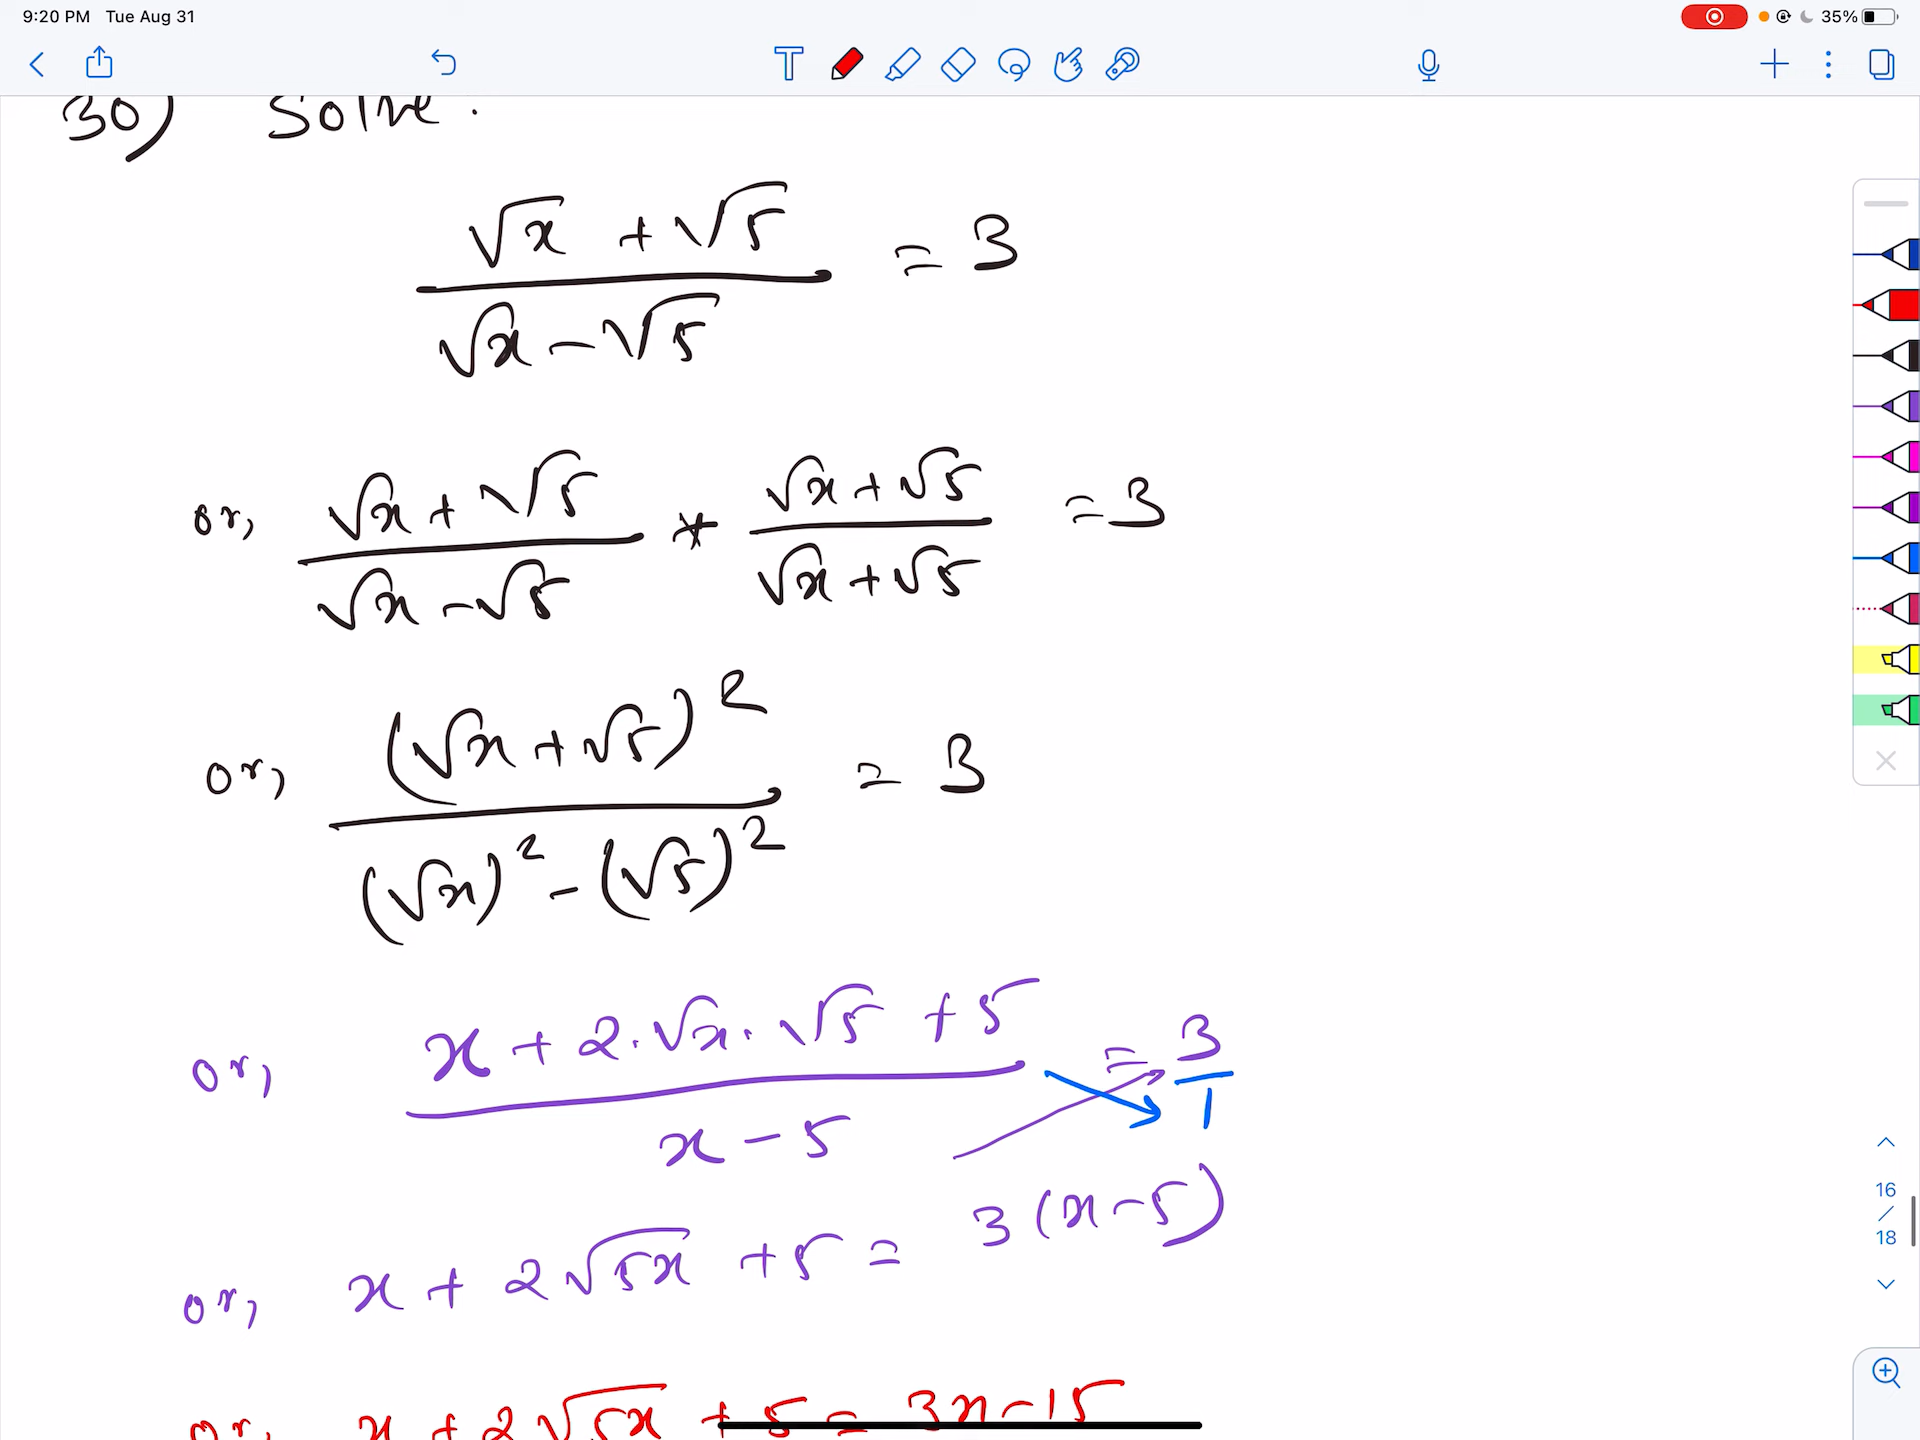 9:20 PM Tue Aug 31 35%
30) Solve:
√x + √5 / √x - √5 = 3
or, √x + √5 / √x - √5 * √x + √5 / √x + √5 = 3
or, (√x + √5)² / (√x)² - (√5)² = 3
or, x + 2.√x.√5 + 5 / x - 5 = 3 / 1
or, x + 2√5x + 5 = 3(x - 5)
or, x + 2√5x + 5 = 3x - 15
16 / 18